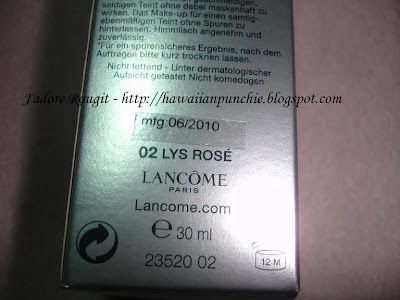 seidigen Teint ohne dabei maskenhaft zu
wirken. Das Make-up für einen samtig-
ebenmäßigen Teint ohne Spuren zu
hinterlassen. Himmlisch angenehm und
zuverlässig.
*Für ein spurensicheres Ergebnis, nach dem
Auftragen bitte kurz trocknen lassen.
Nicht fettend - Unter dermatologischer
Aufsicht getestet Nicht komedogen
J'adore Rougit - http://hawaiianpunchie.blogspot.com
mfg 06/2010
02 LYS ROSÉ
LANCÔME
PARIS
Lancome.com
e 30 ml
23520 02
12 M